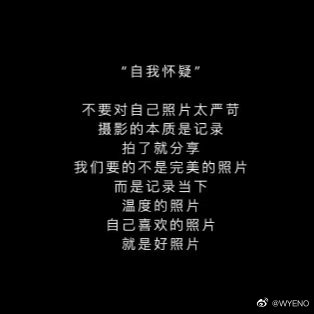 “自我怀疑”
不要对自己照片太严苛
摄影的本质是记录
拍了就分享
我们要的不是完美的照片
而是记录当下
温度的照片
自己喜欢的照片
就是好照片
@WYENO